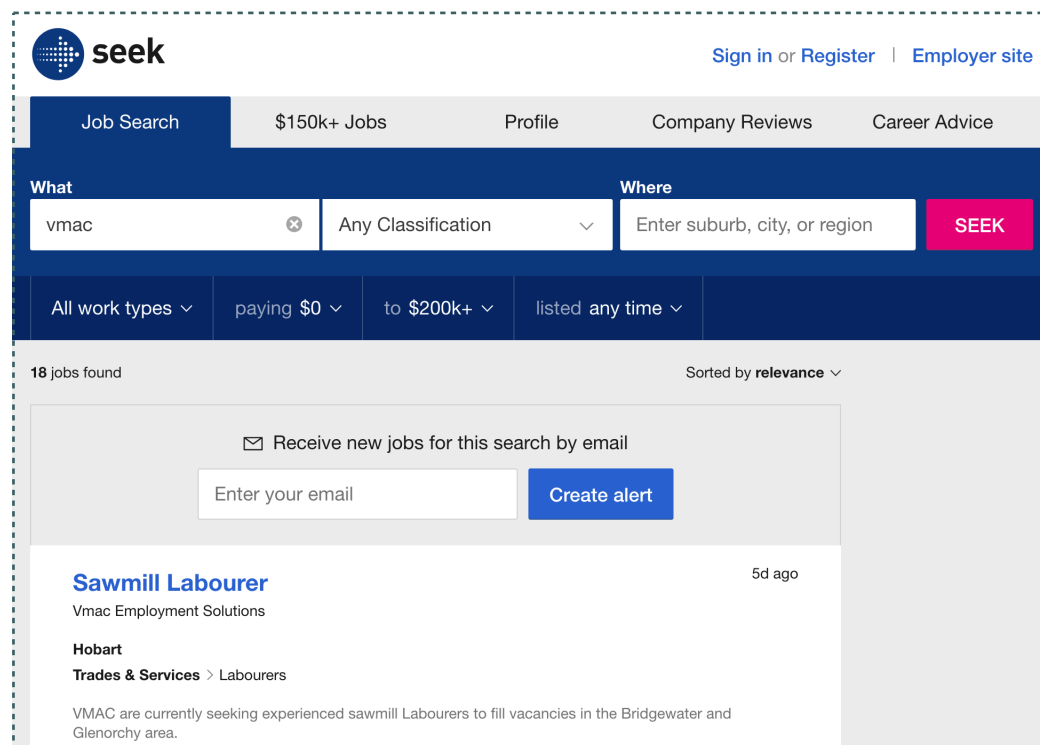 seek
Sign in or Register | Employer site
Job Search $150k+ Jobs Profile Company Reviews Career Advice
What Where
vmac Any Classification Enter suburb, city, or region SEEK
All work types paying $0 to $200k+ listed any time
18 jobs found Sorted by relevance
Receive new jobs for this search by email
Enter your email Create alert
Sawmill Labourer 5d ago
Vmac Employment Solutions
Hobart
Trades & Services > Labourers
VMAC are currently seeking experienced sawmill Labourers to fill vacancies in the Bridgewater and
Glenorchy area.